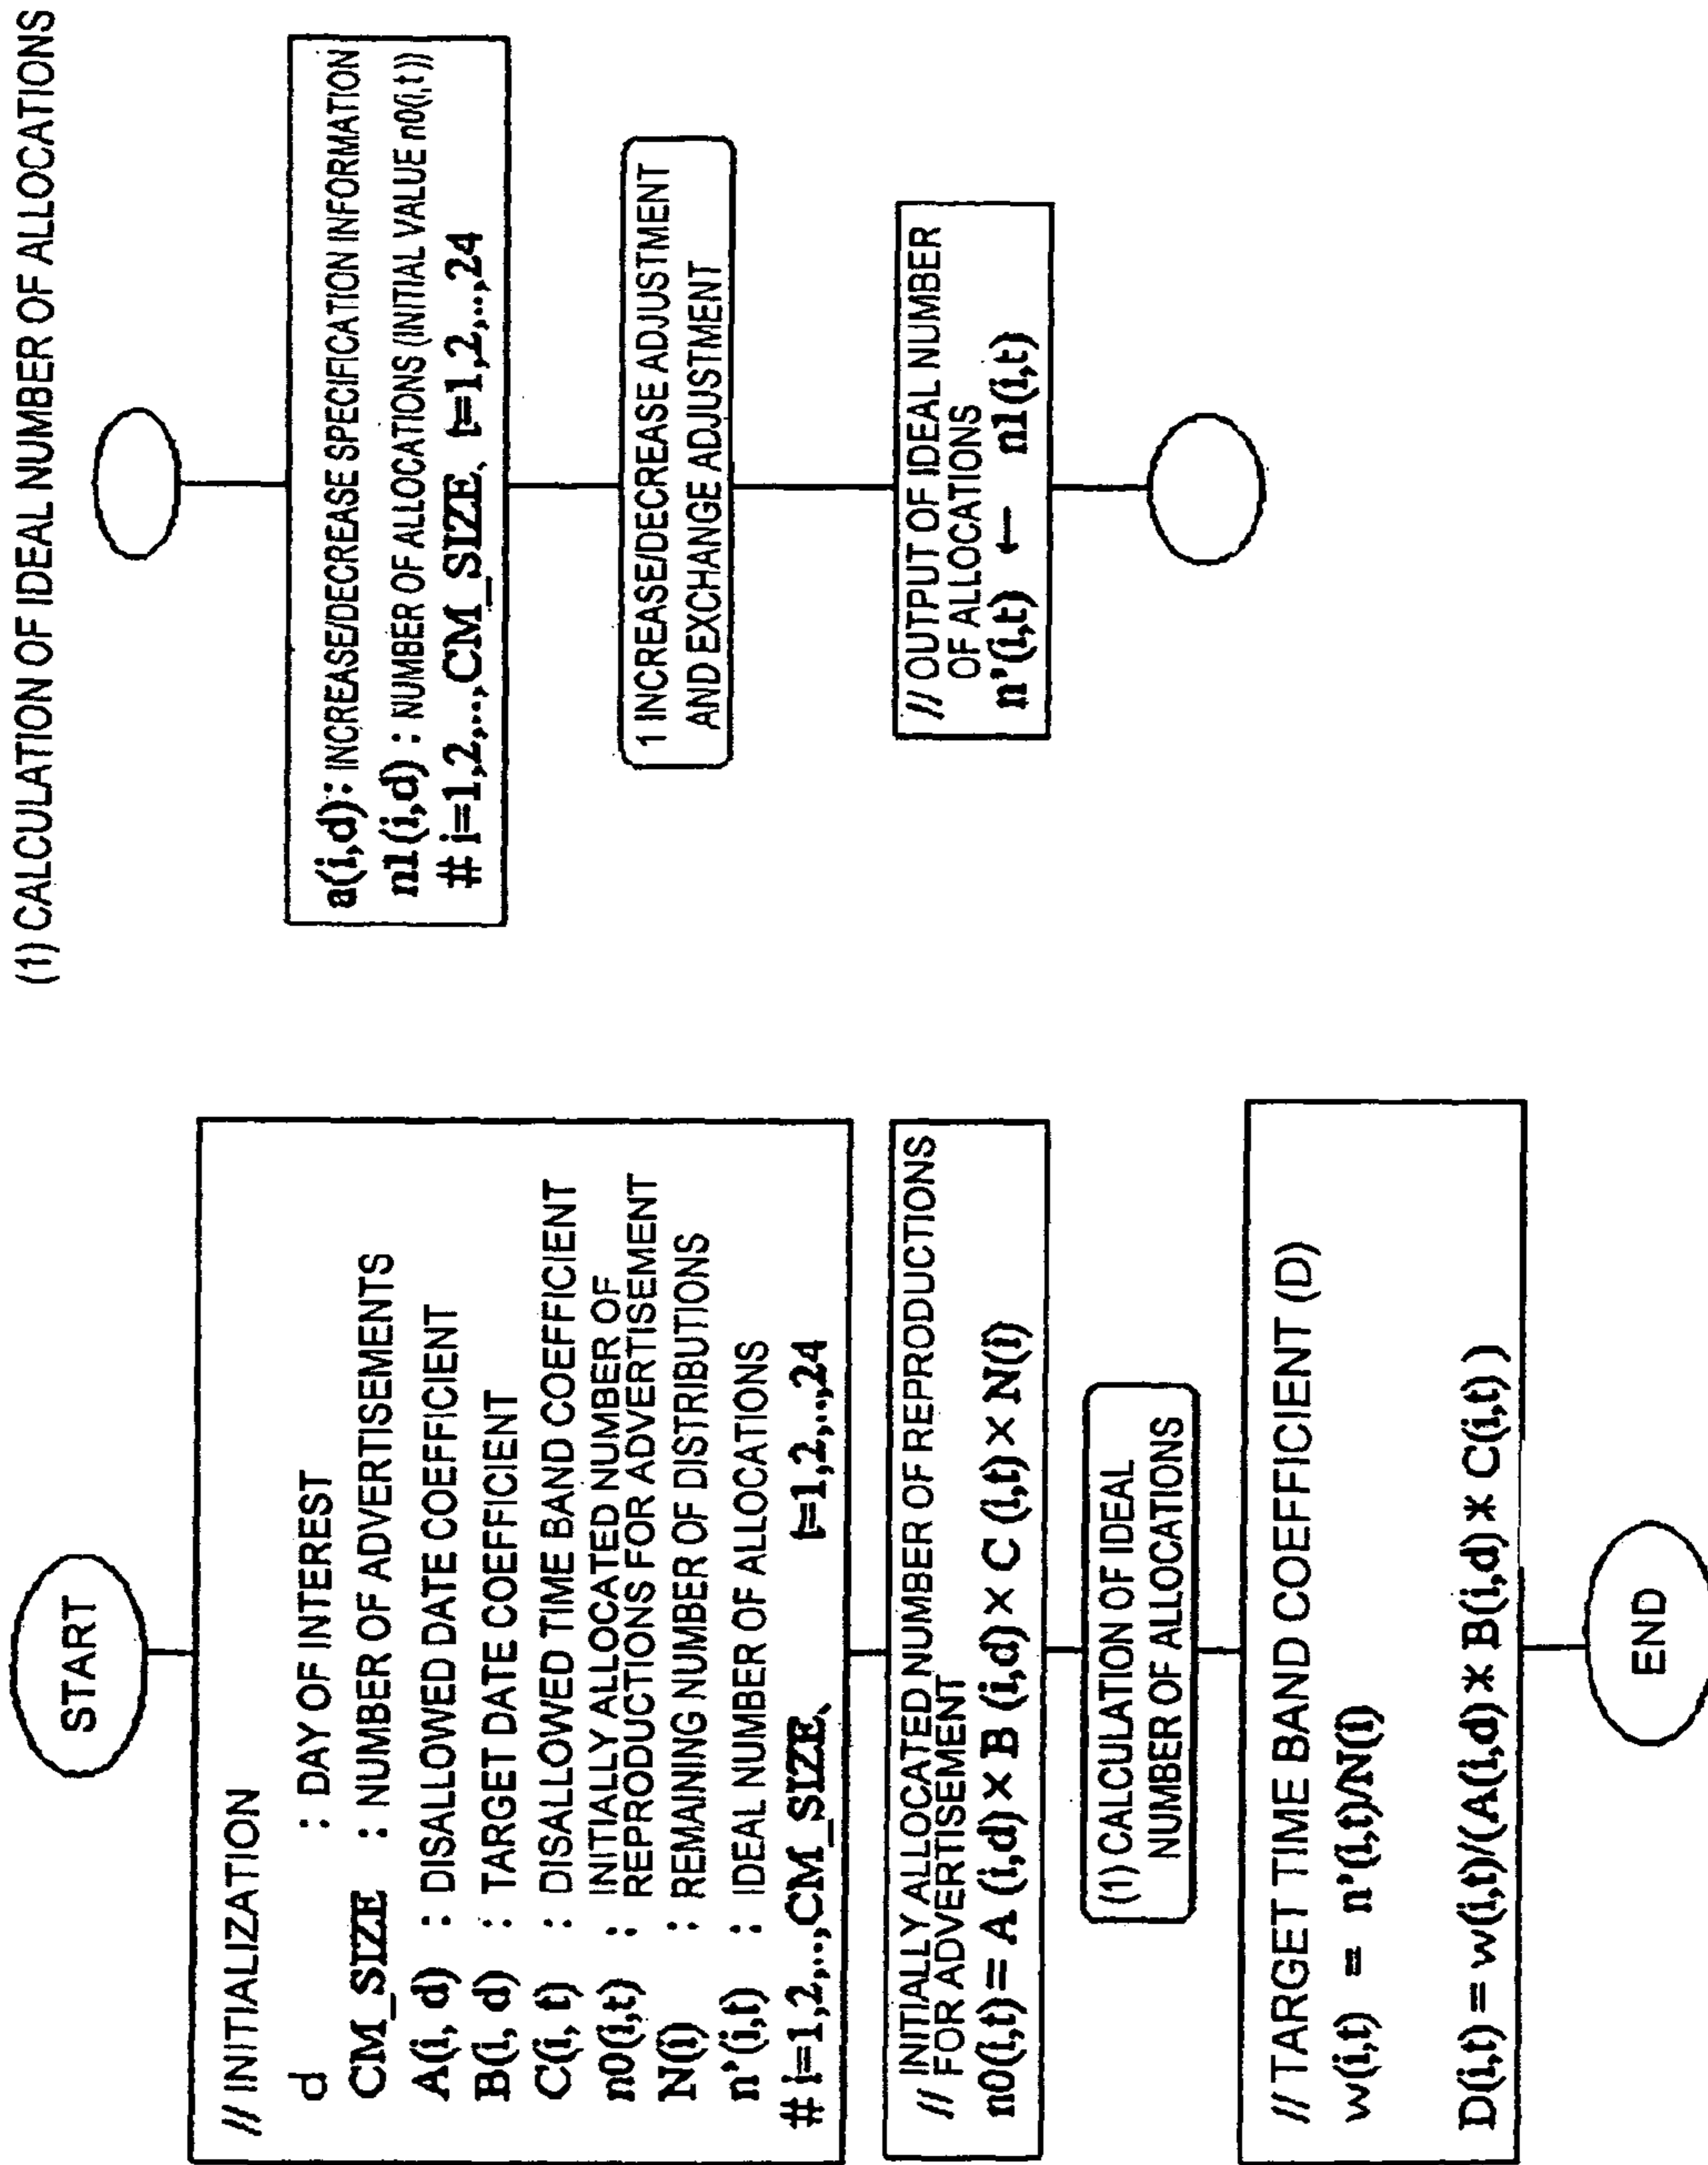 START
// INITIALIZATION
d : DAY OF INTEREST
CM_SIZE : NUMBER OF ADVERTISEMENTS
A(i, d) : DISALLOWED DATE COEFFICIENT
B(i, d) : TARGET DATE COEFFICIENT
C(i, t) : DISALLOWED TIME BAND COEFFICIENT
n0(i,t) : INITIALLY ALLOCATED NUMBER OF
REPRODUCTIONS FOR ADVERTISEMENT
N(i) : REMAINING NUMBER OF DISTRIBUTIONS
n'(i,t) : IDEAL NUMBER OF ALLOCATIONS
# i=1,2,..,CM_SIZE、 t=1,2,..,24
// INITIALLY ALLOCATED NUMBER OF REPRODUCTIONS
// FOR ADVERTISEMENT
n0(i,t) = A (i,d) × B (i,d) × C (i,t) × N(i)
(1) CALCULATION OF IDEAL
NUMBER OF ALLOCATIONS
// TARGET TIME BAND COEFFICIENT (D)
w(i,t) = n'(i,t)/N(i)
D(i,t) = w(i,t)/(A(i,d) * B(i,d) * C(i,t) )
END
(1) CALCULATION OF IDEAL NUMBER OF ALLOCATIONS
a(i,d) : INCREASE/DECREASE SPECIFICATION INFORMATION
n1(i,d) : NUMBER OF ALLOCATIONS (INITIAL VALUE n0(i,t))
# i=1,2,..,CM_SIZE、 t=1,2,..,24
1 INCREASE/DECREASE ADJUSTMENT
AND EXCHANGE ADJUSTMENT
// OUTPUT OF IDEAL NUMBER
OF ALLOCATIONS
n'(i,t) ← n1(i,t)